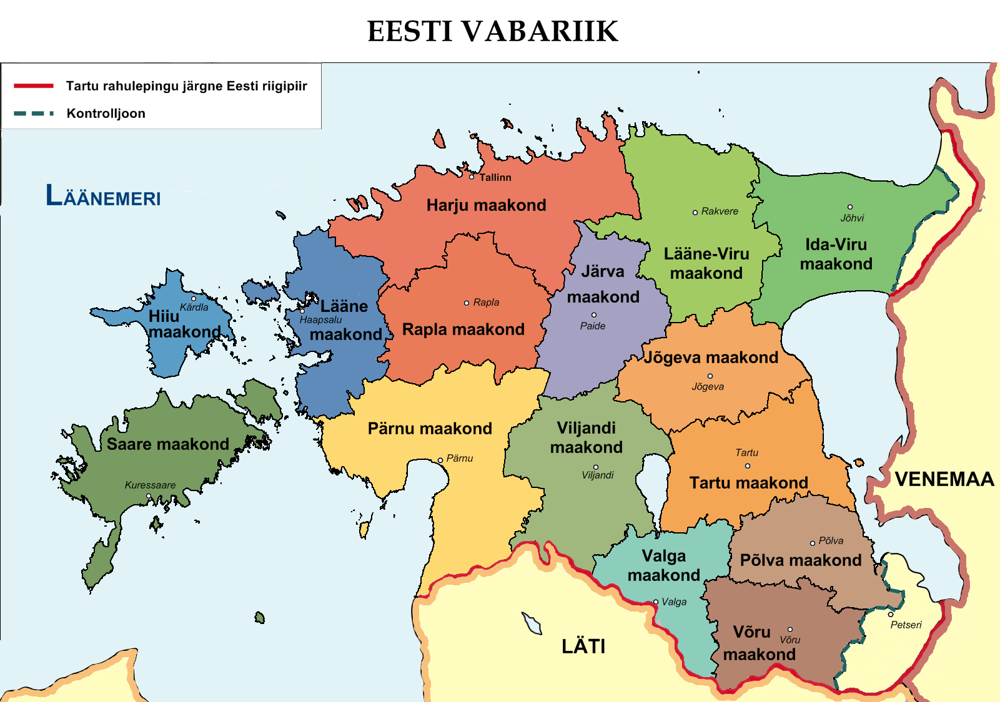 EESTI VABARIIK
Tartu rahulepingu järgne Eesti riigipiir
Kontrolljoon
LÄÄNEMERI
Tallinn
Harju maakond
Rakvere
Jõhvi
Ida-Viru
maakond
Lääne-Viru
maakond
Järva
maakond
Paide
Rapla
Rapla maakond
Lääne
Haapsalu
maakond
Kärdla
Hiiu
maakond
Jõgeva maakond
Jõgeva
Saare maakond
Kuressaare
Pärnu maakond
Pärnu
Viljandi
maakond
Viljandi
Tartu
Tartu maakond
VENEMAA
Põlva
Põlva maakond
Valga
maakond
Valga
Petseri
Võru
Võru
maakond
LÄTI